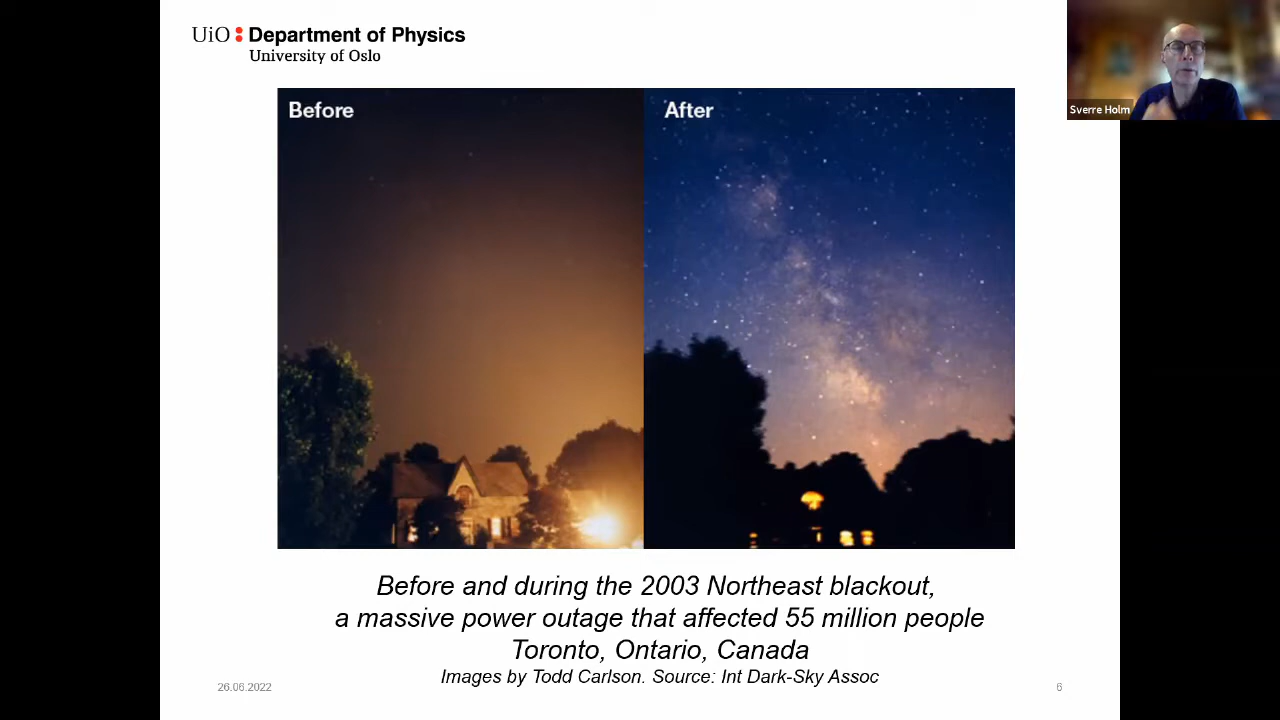 UiO : Department of Physics
University of Oslo
Sverre Holm
Before
After
Before and during the 2003 Northeast blackout,
a massive power outage that affected 55 million people
Toronto, Ontario, Canada
Images by Todd Carlson. Source: Int Dark-Sky Assoc
26.06.2022
6